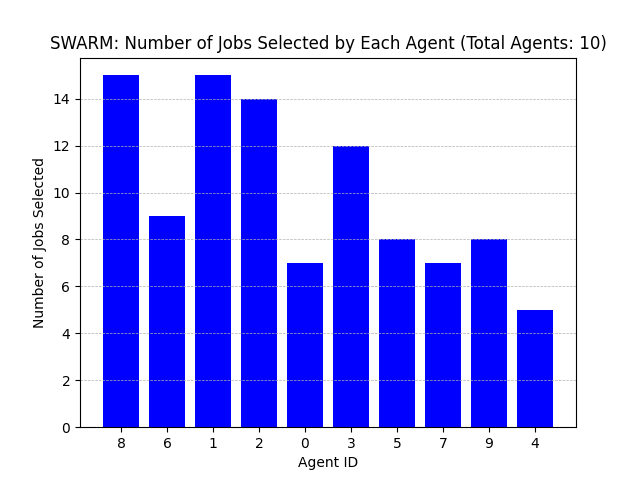 SWARM: Number of Jobs Selected by Each Agent (Total Agents: 10)
14
12
10
8
6
4
2
0
Number of Jobs Selected
8 6 1 2 0 3 5 7 9 4
Agent ID